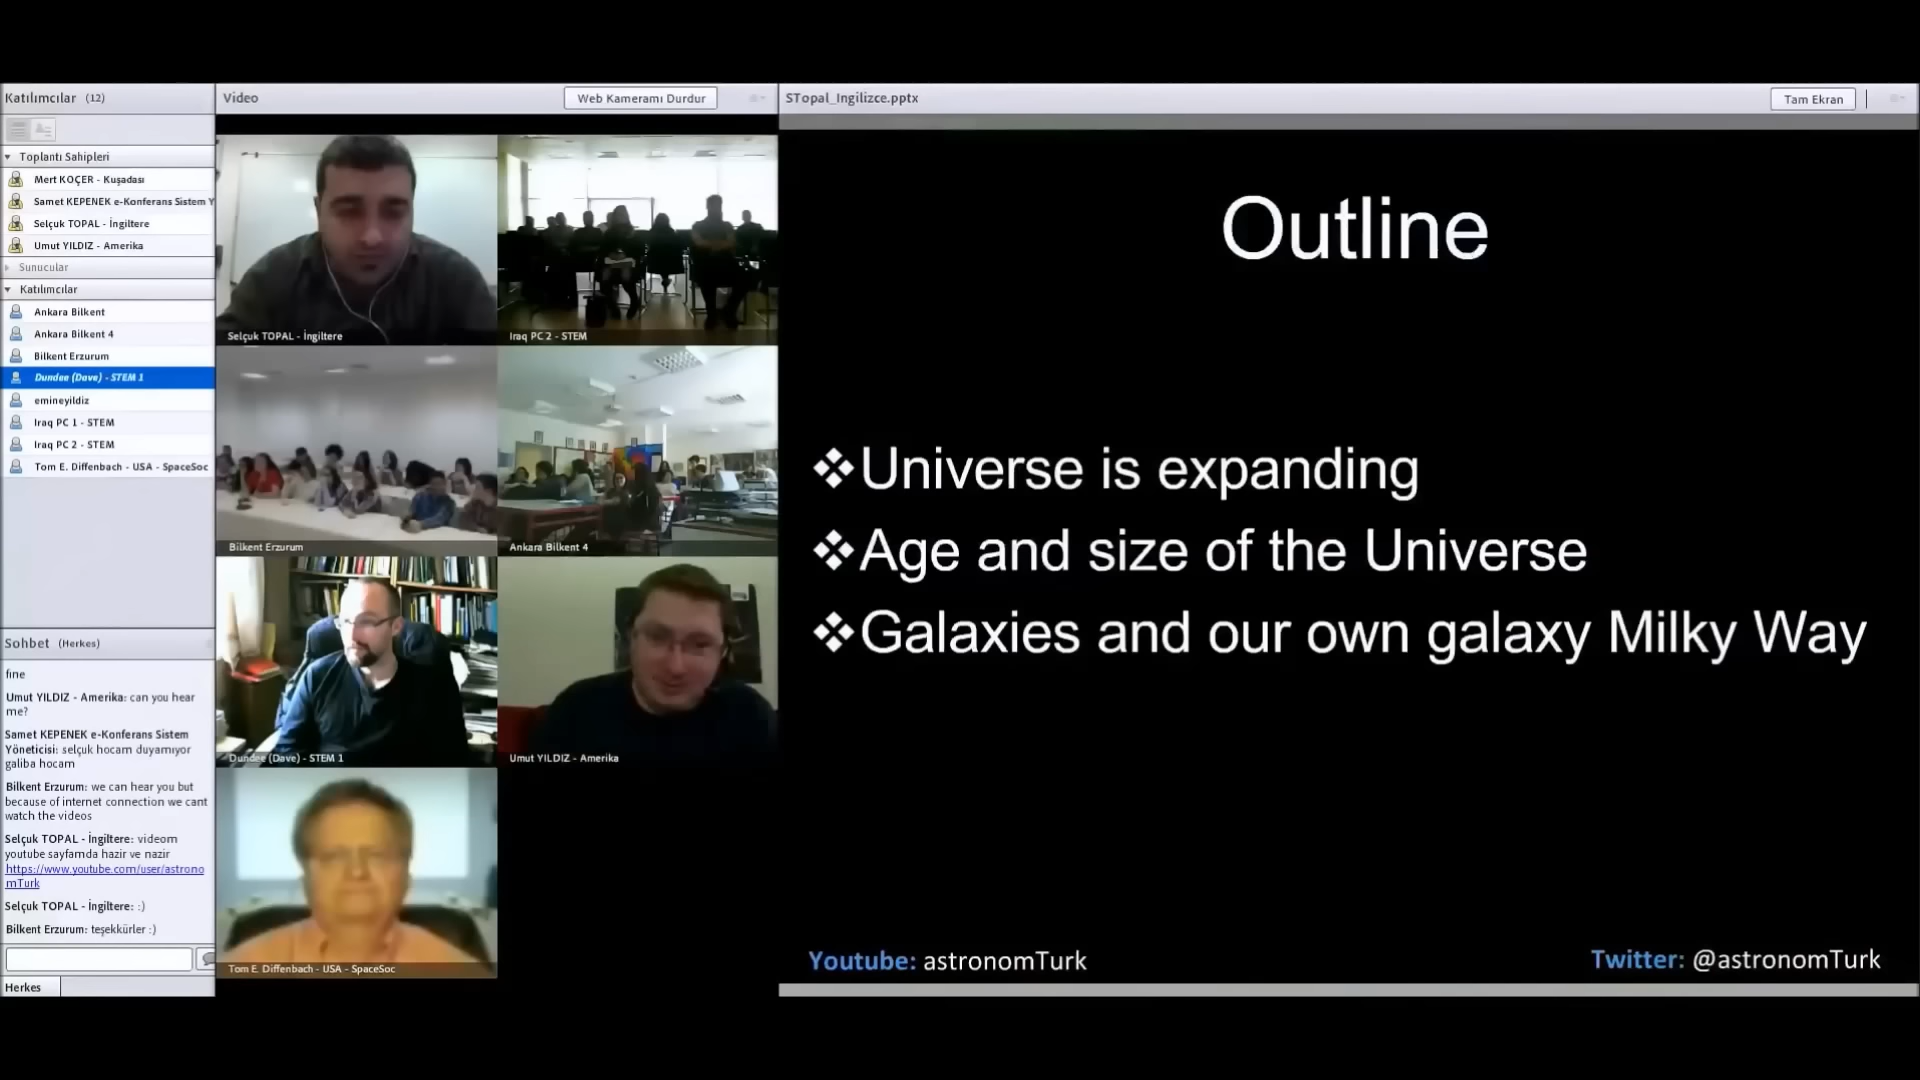 Katılımcılar (12)
Toplantı Sahipleri
Mert KOÇER - Kuşadası
Samet KEPENEK e-Konferans Sistem Y
Selçuk TOPAL - İngiltere
Umut YILDIZ - Amerika
Sunucular
Katılımcılar
Ankara Bilkent
Ankara Bilkent 4
Bilkent Erzurum
Dundee (Dave) - STEM 1
emineyildiz
Iraq PC 1 - STEM
Iraq PC 2 - STEM
Tom E. Diffenbach - USA - SpaceSoc
Sohbet (Herkes)
fine
Umut YILDIZ - Amerika: can you hear
me?
Samet KEPENEK e-Konferans Sistem
Yöneticisi: selçuk hocam duyamıyor
galiba hocam
Bilkent Erzurum: we can hear you but
because of internet connection we cant
watch the videos
Selçuk TOPAL - İngiltere: videom
youtube sayfamda hazir ve nazir
https://www.youtube.com/user/astrono
mTurk
Selçuk TOPAL - İngiltere: :)
Bilkent Erzurum: teşekkürler :)
Herkes
Video
Web Kameramı Durdur
Selçuk TOPAL - İngiltere
Iraq PC 2 - STEM
Bilkent Erzurum
Ankara Bilkent 4
Dundee (Dave) - STEM 1
Umut YILDIZ - Amerika
Tom E. Diffenbach - USA - SpaceSoc
STopal_Ingilizce.pptx
Tam Ekran
Outline
❖Universe is expanding
❖Age and size of the Universe
❖Galaxies and our own galaxy Milky Way
Youtube: astronomTurk
Twitter: @astronomTurk